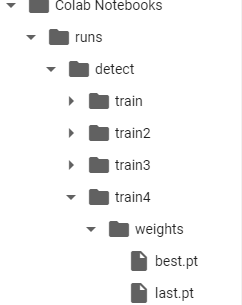 Colab Notebooks
runs
detect
train
train2
train3
train4
weights
best.pt
last.pt